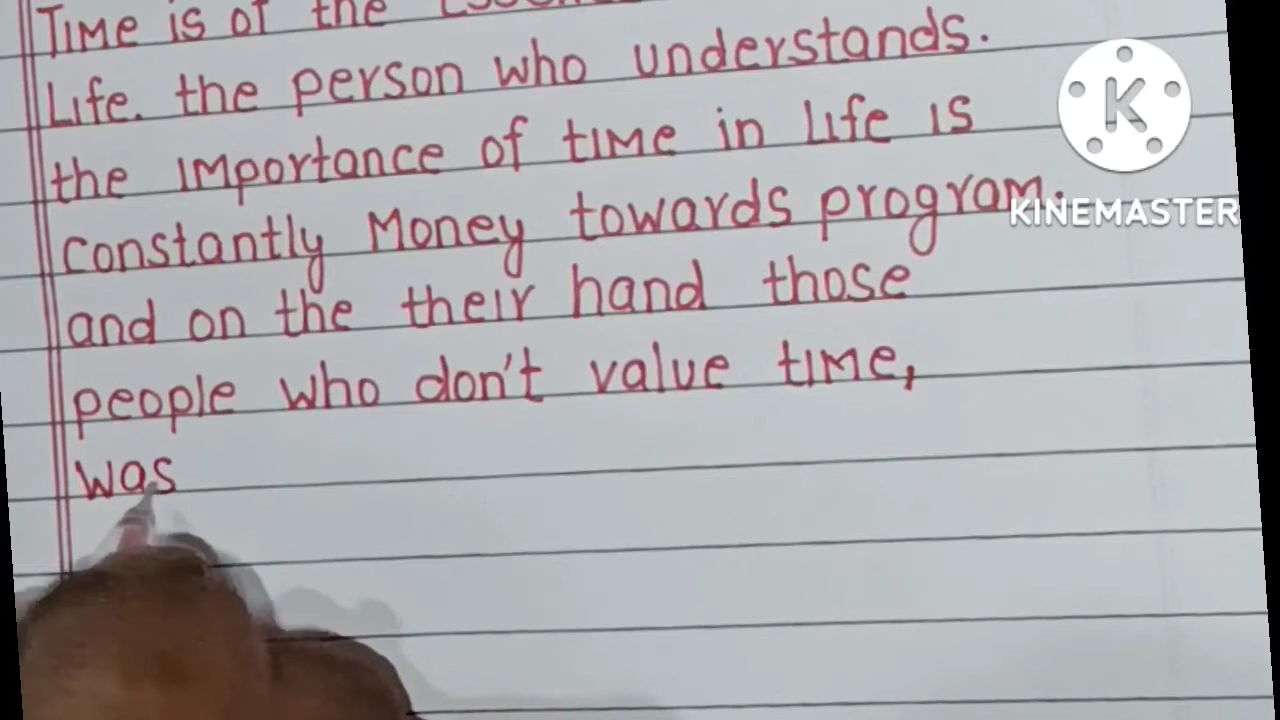 Time is of the
Life. the person who understands.
the importance of time in life is
constantly Money towards program.
and on the their hand those
people who don't value time,
was
K
KINEMASTER